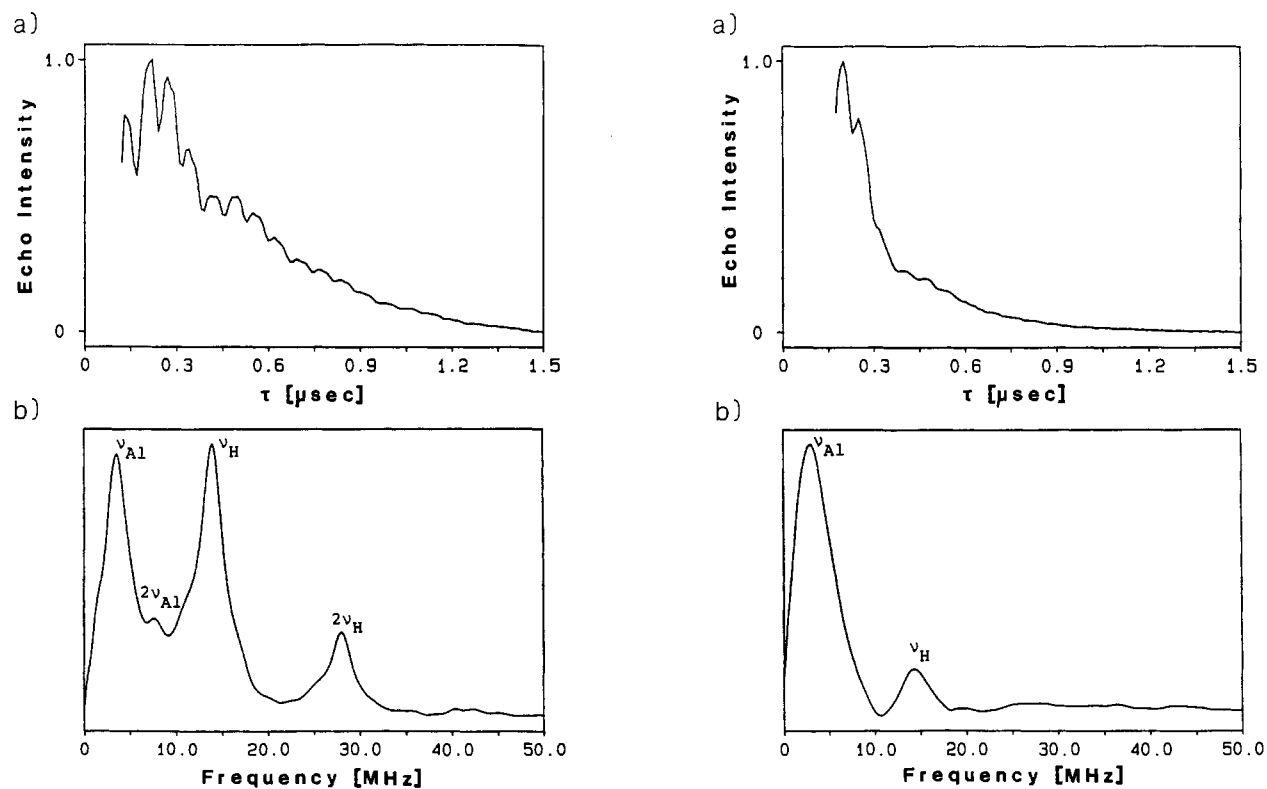 a)
1.0
Echo Intensity
0
0 0.3 0.6 0.9 1.2 1.5
τ [μsec]
b)
νAl
νH
2νAl
2νH
0 10.0 20.0 30.0 40.0 50.0
Frequency [MHz]
a)
1.0
Echo Intensity
0
0 0.3 0.6 0.9 1.2 1.5
τ [μsec]
b)
νAl
νH
0 10.0 20.0 30.0 40.0 50.0
Frequency [MHz]